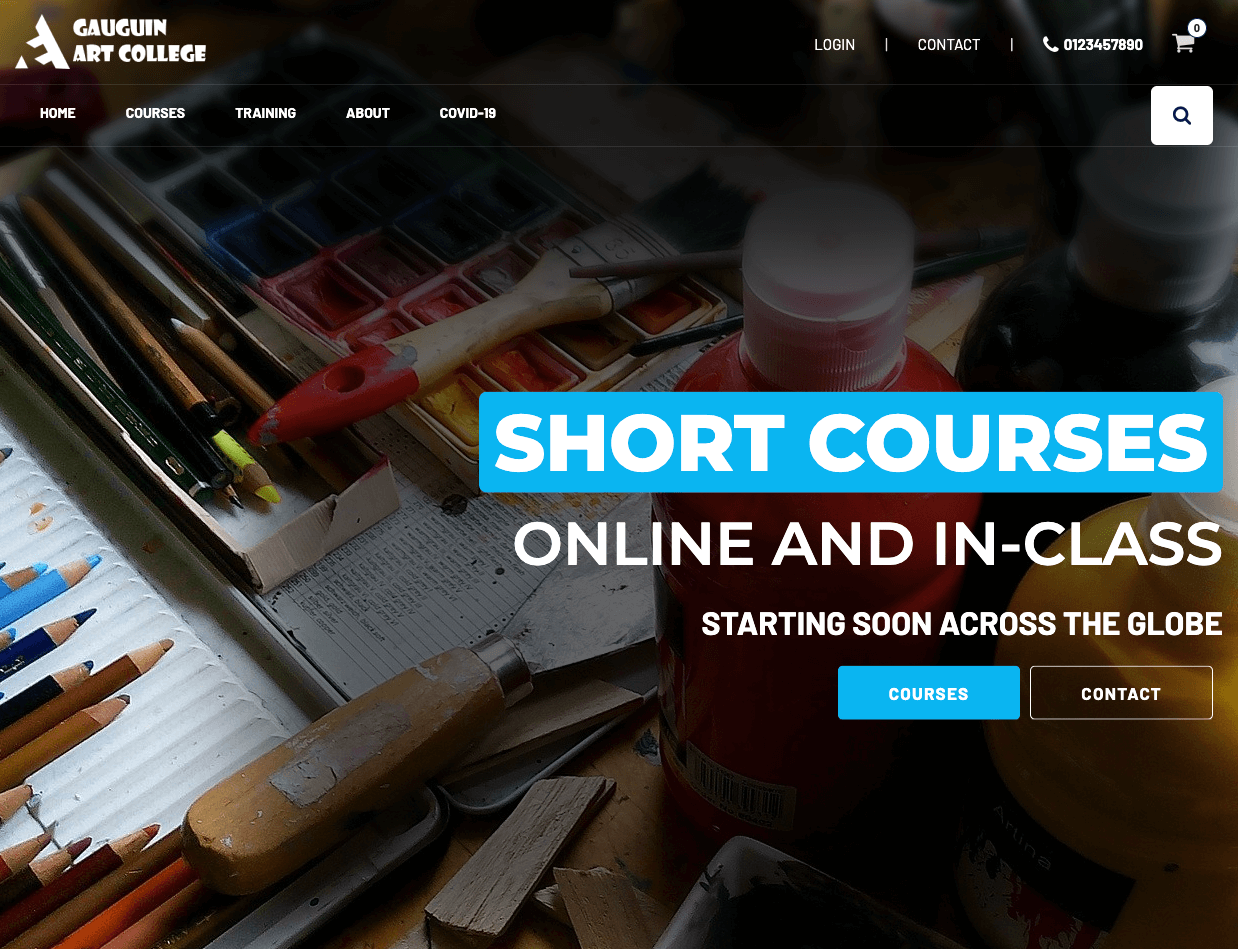 GAUGUIN
ART COLLEGE
LOGIN | CONTACT | 0123457890
0
HOME COURSES TRAINING ABOUT COVID-19
SHORT COURSES
ONLINE AND IN-CLASS
STARTING SOON ACROSS THE GLOBE
COURSES CONTACT
Artina